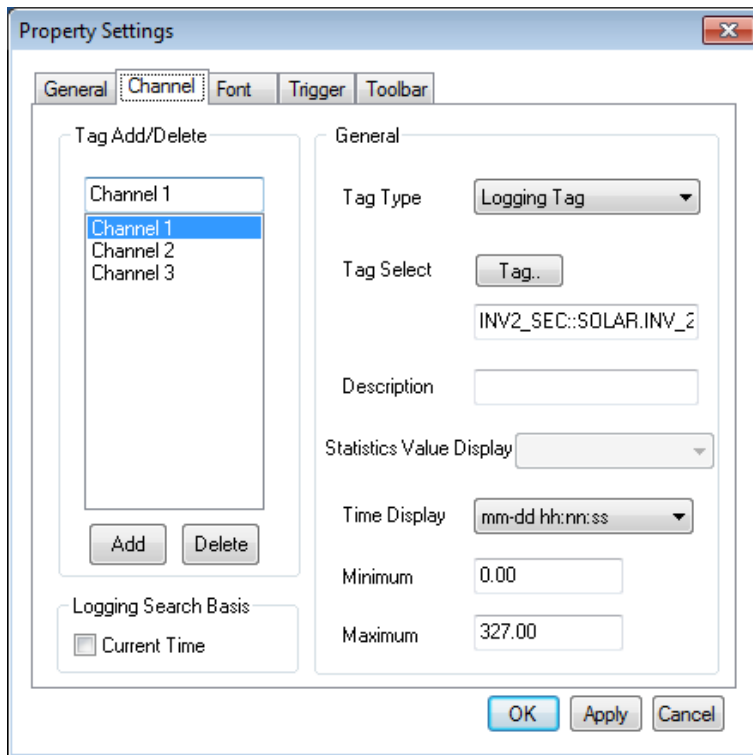 Property Settings
General Channel Font Trigger Toolbar
Tag Add/Delete
Channel 1
Channel 1
Channel 2
Channel 3
Add Delete
Logging Search Basis
Current Time
General
Tag Type Logging Tag
Tag Select Tag..
INV2_SEC::SOLAR.INV_2
Description
Statistics Value Display
Time Display mm-dd hh:nn:ss
Minimum 0.00
Maximum 327.00
OK Apply Cancel